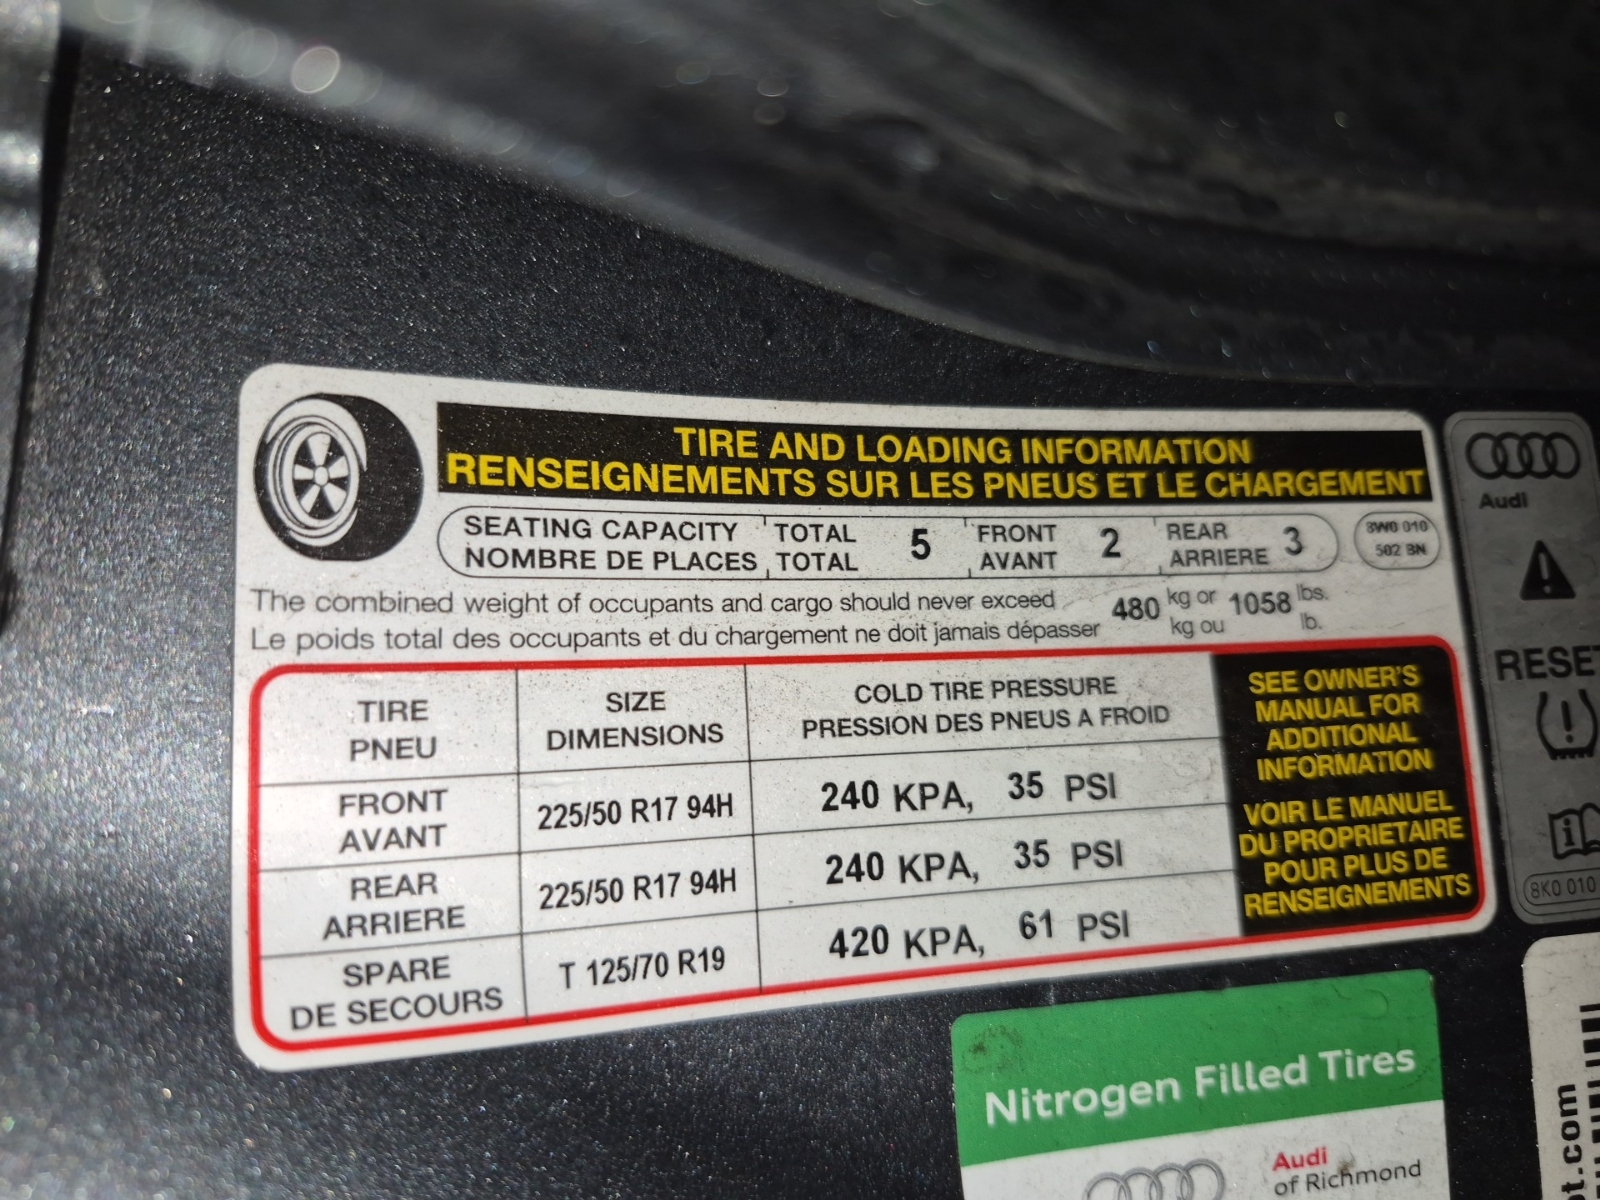 TIRE AND LOADING INFORMATION
RENSEIGNEMENTS SUR LES PNEUS ET LE CHARGEMENT
SEATING CAPACITY TOTAL 5 FRONT 2 REAR 3
NOMBRE DE PLACES TOTAL AVANT ARRIERE
8W0 010
502 BN
The combined weight of occupants and cargo should never exceed 480 kg or 1058 lbs.
Le poids total des occupants et du chargement ne doit jamais dépasser kg ou lb.
TIRE
PNEU
SIZE
DIMENSIONS
COLD TIRE PRESSURE
PRESSION DES PNEUS A FROID
FRONT
AVANT
225/50 R17 94H
240 KPA, 35 PSI
REAR
ARRIERE
225/50 R17 94H
240 KPA, 35 PSI
SPARE
DE SECOURS
T 125/70 R19
420 KPA, 61 PSI
SEE OWNER'S
MANUAL FOR
ADDITIONAL
INFORMATION
VOIR LE MANUEL
DU PROPRIETAIRE
POUR PLUS DE
RENSEIGNEMENTS
Audi
RESET
8K0 010
Nitrogen Filled Tires
Audi
of Richmond
t.com